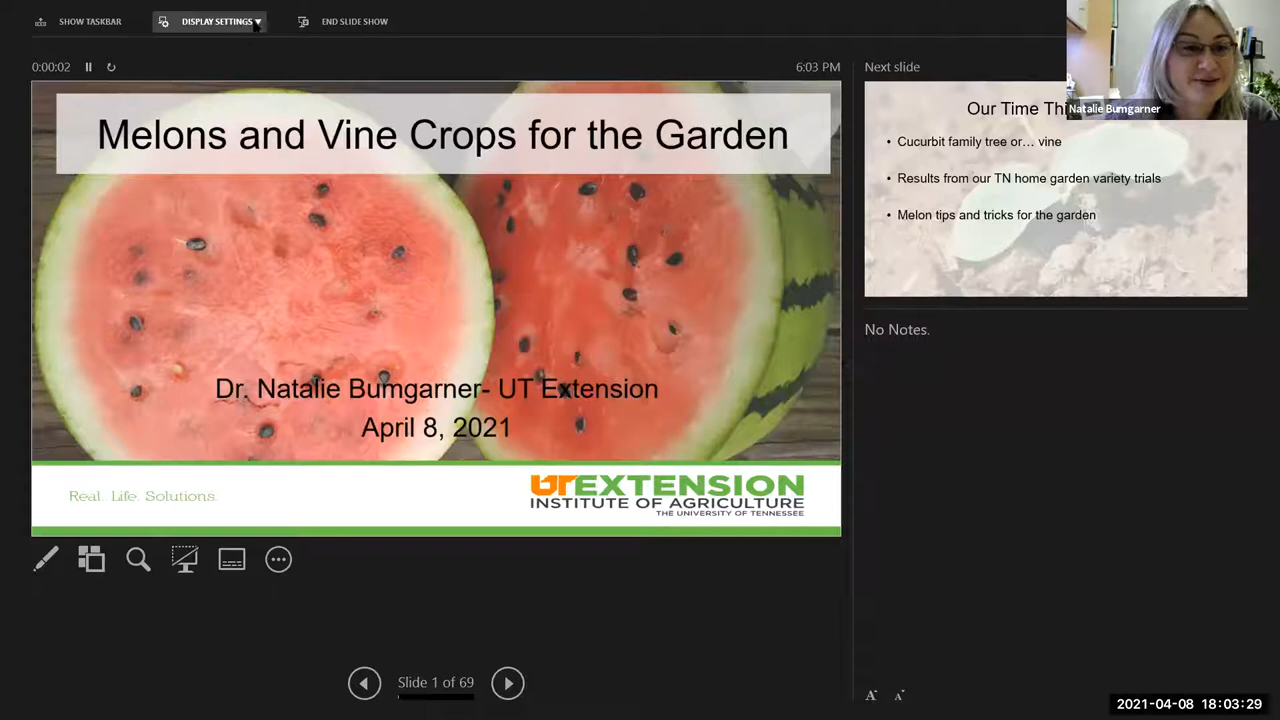 SHOW TASKBAR
DISPLAY SETTINGS
END SLIDE SHOW
0:00:02
6:03 PM
Melons and Vine Crops for the Garden
Dr. Natalie Bumgarner- UT Extension
April 8, 2021
Real. Life. Solutions.
UT EXTENSION
INSTITUTE OF AGRICULTURE
THE UNIVERSITY OF TENNESSEE
Slide 1 of 69
Next slide
Our Time Thi
• Cucurbit family tree or… vine
• Results from our TN home garden variety trials
• Melon tips and tricks for the garden
No Notes.
Natalie Bumgarner
A A
2021-04-08 18:03:29